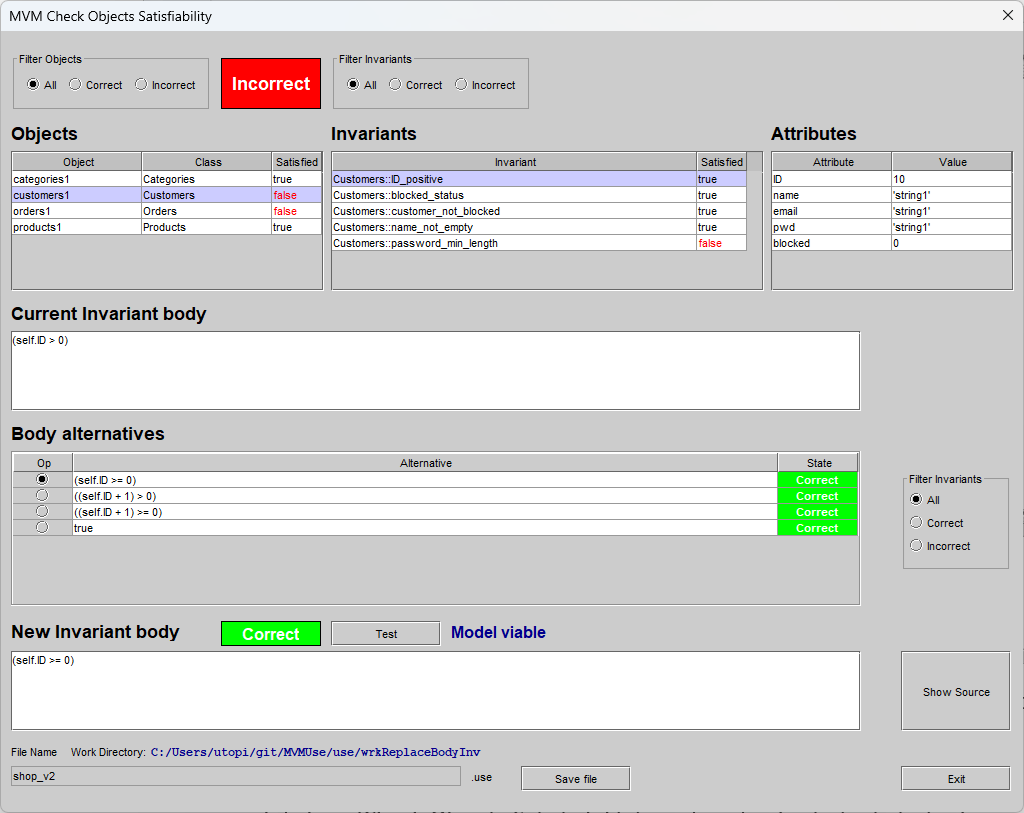 MVM Check Objects Satisfiability
Filter Objects
All Correct Incorrect
Incorrect
Filter Invariants
All Correct Incorrect
Objects
Object Class Satisfied
categories1 Categories true
customers1 Customers false
orders1 Orders false
products1 Products true
Invariants
Invariant Satisfied
Customers::ID_positive true
Customers::blocked_status true
Customers::customer_not_blocked true
Customers::name_not_empty true
Customers::password_min_length false
Attributes
Attribute Value
ID 10
name 'string1'
email 'string1'
pwd 'string1'
blocked 0
Current Invariant body
(self.ID > 0)
Body alternatives
Op Alternative State
(self.ID >= 0) Correct
((self.ID + 1) > 0) Correct
((self.ID + 1) >= 0) Correct
true Correct
Filter Invariants
All
Correct
Incorrect
New Invariant body Correct Test Model viable
(self.ID >= 0)
Show Source
File Name Work Directory: C:/Users/utopi/git/MVMUse/use/wrkReplaceBodyInv
shop_v2 .use Save file Exit